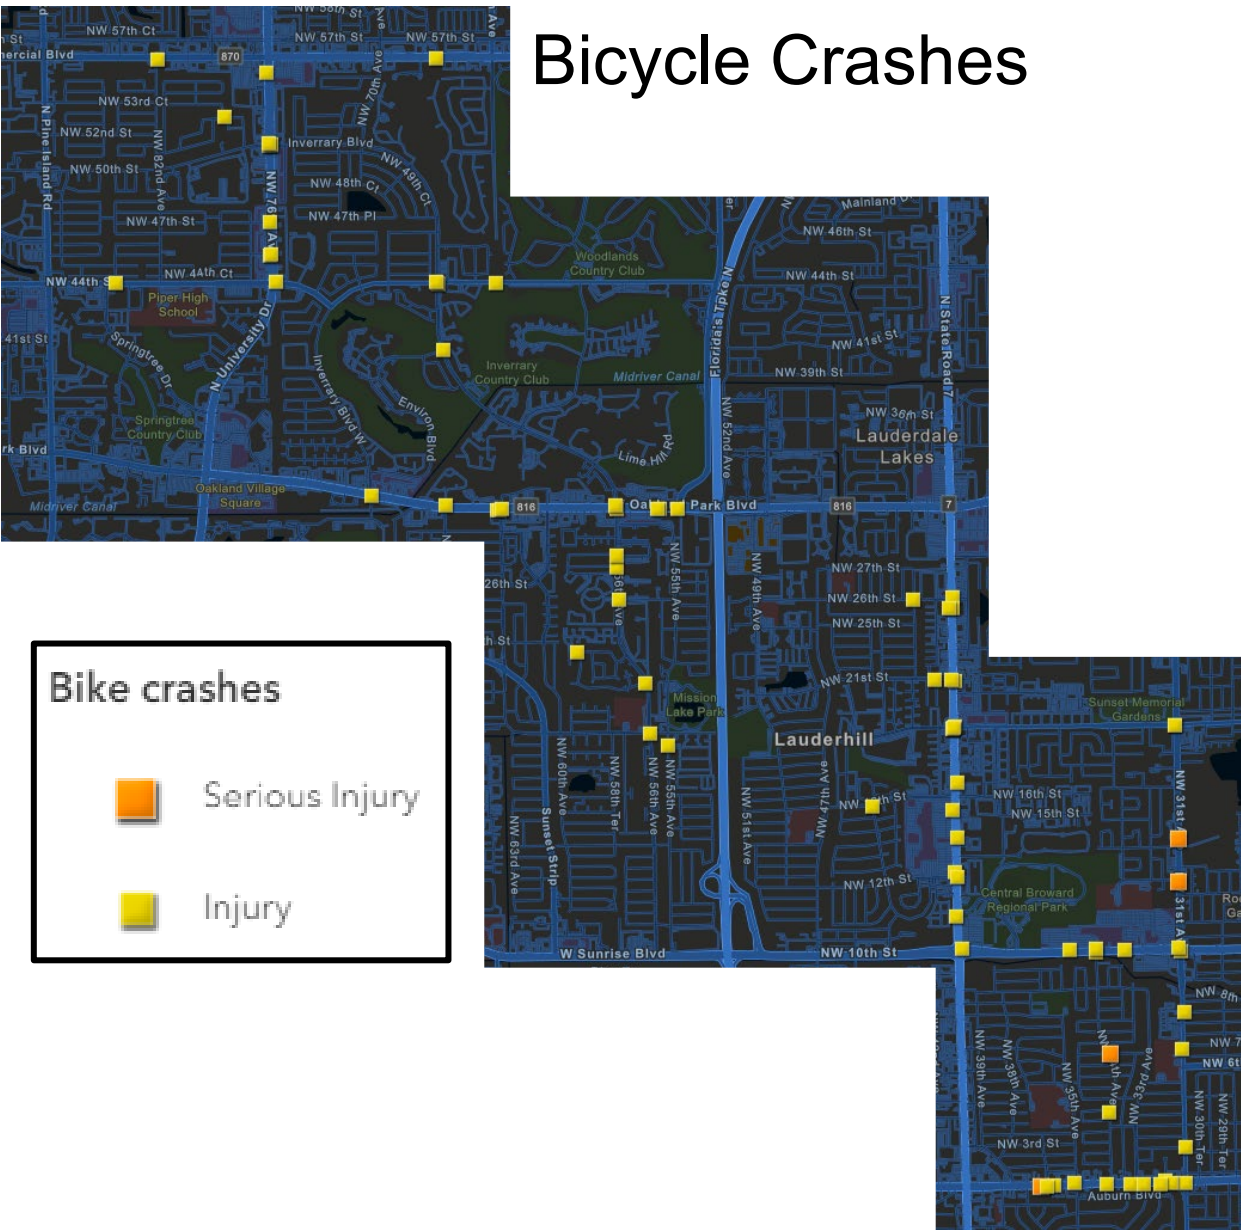 Bicycle Crashes
NW 58th St
NW 57th Ct
NW 57th St
NW 57th St
870
NW 53rd Ct
NW 70th Ave
N Pine Island Rd
NW 52nd St
NW 82nd Ave
Inverrary Blvd
NW 50th St
NW 48th Ct
NW 49th Ct
NW 47th St
NW 47th Pl
NW 76
Mainland
NW 46th St
Woodlands
Country Club
NW 44th
NW 44th Ct
NW 44th St
Piper High
School
N University Dr
Florida's Tpke N
N State Road 7
41st St
NW 41st St
Springtree Dr
Inverrary
Country Club
Midriver Canal
NW 39th St
Inverrary Blvd W
Environ Blvd
NW 52nd Ave
NW 36th St
Springtree
Country Club
Lauderdale
Lakes
rk Blvd
Lime Hill Rd
Oakland Village
Square
Midriver Canal
816
Park Blvd
816
7
NW 55th Ave
NW 49th Ave
NW 27th St
26th St
NW 26th St
NW 25th St
Bike crashes
Serious Injury
Injury
NW 21st St
Mission
Lake Park
Sunset Memorial
Gardens
Lauderhill
NW 60th Ave
NW 58th Ter
NW 56th Ave
NW 55th Ave
NW 51st Ave
NW 47th Ave
NW 16th St
NW 15th St
NW 31st
Sunset Strip
NW 63rd Ave
NW 12th St
Central Broward
Regional Park
31st
W Sunrise Blvd
NW 10th St
NW 8th
NW 39th Ave
NW 38th Ave
NW 35th Ave
NW 33rd Ave
NW 30th Ter
NW 29th Ter
NW 3rd St
Auburn Blvd